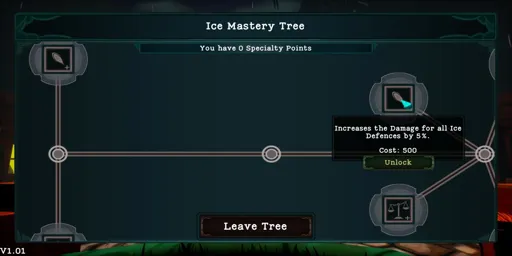 Ice Mastery Tree
You have 0 Specialty Points
Increases the Damage for all Ice
Defences by 5%.
Cost: 500
Unlock
Leave Tree
V1.01